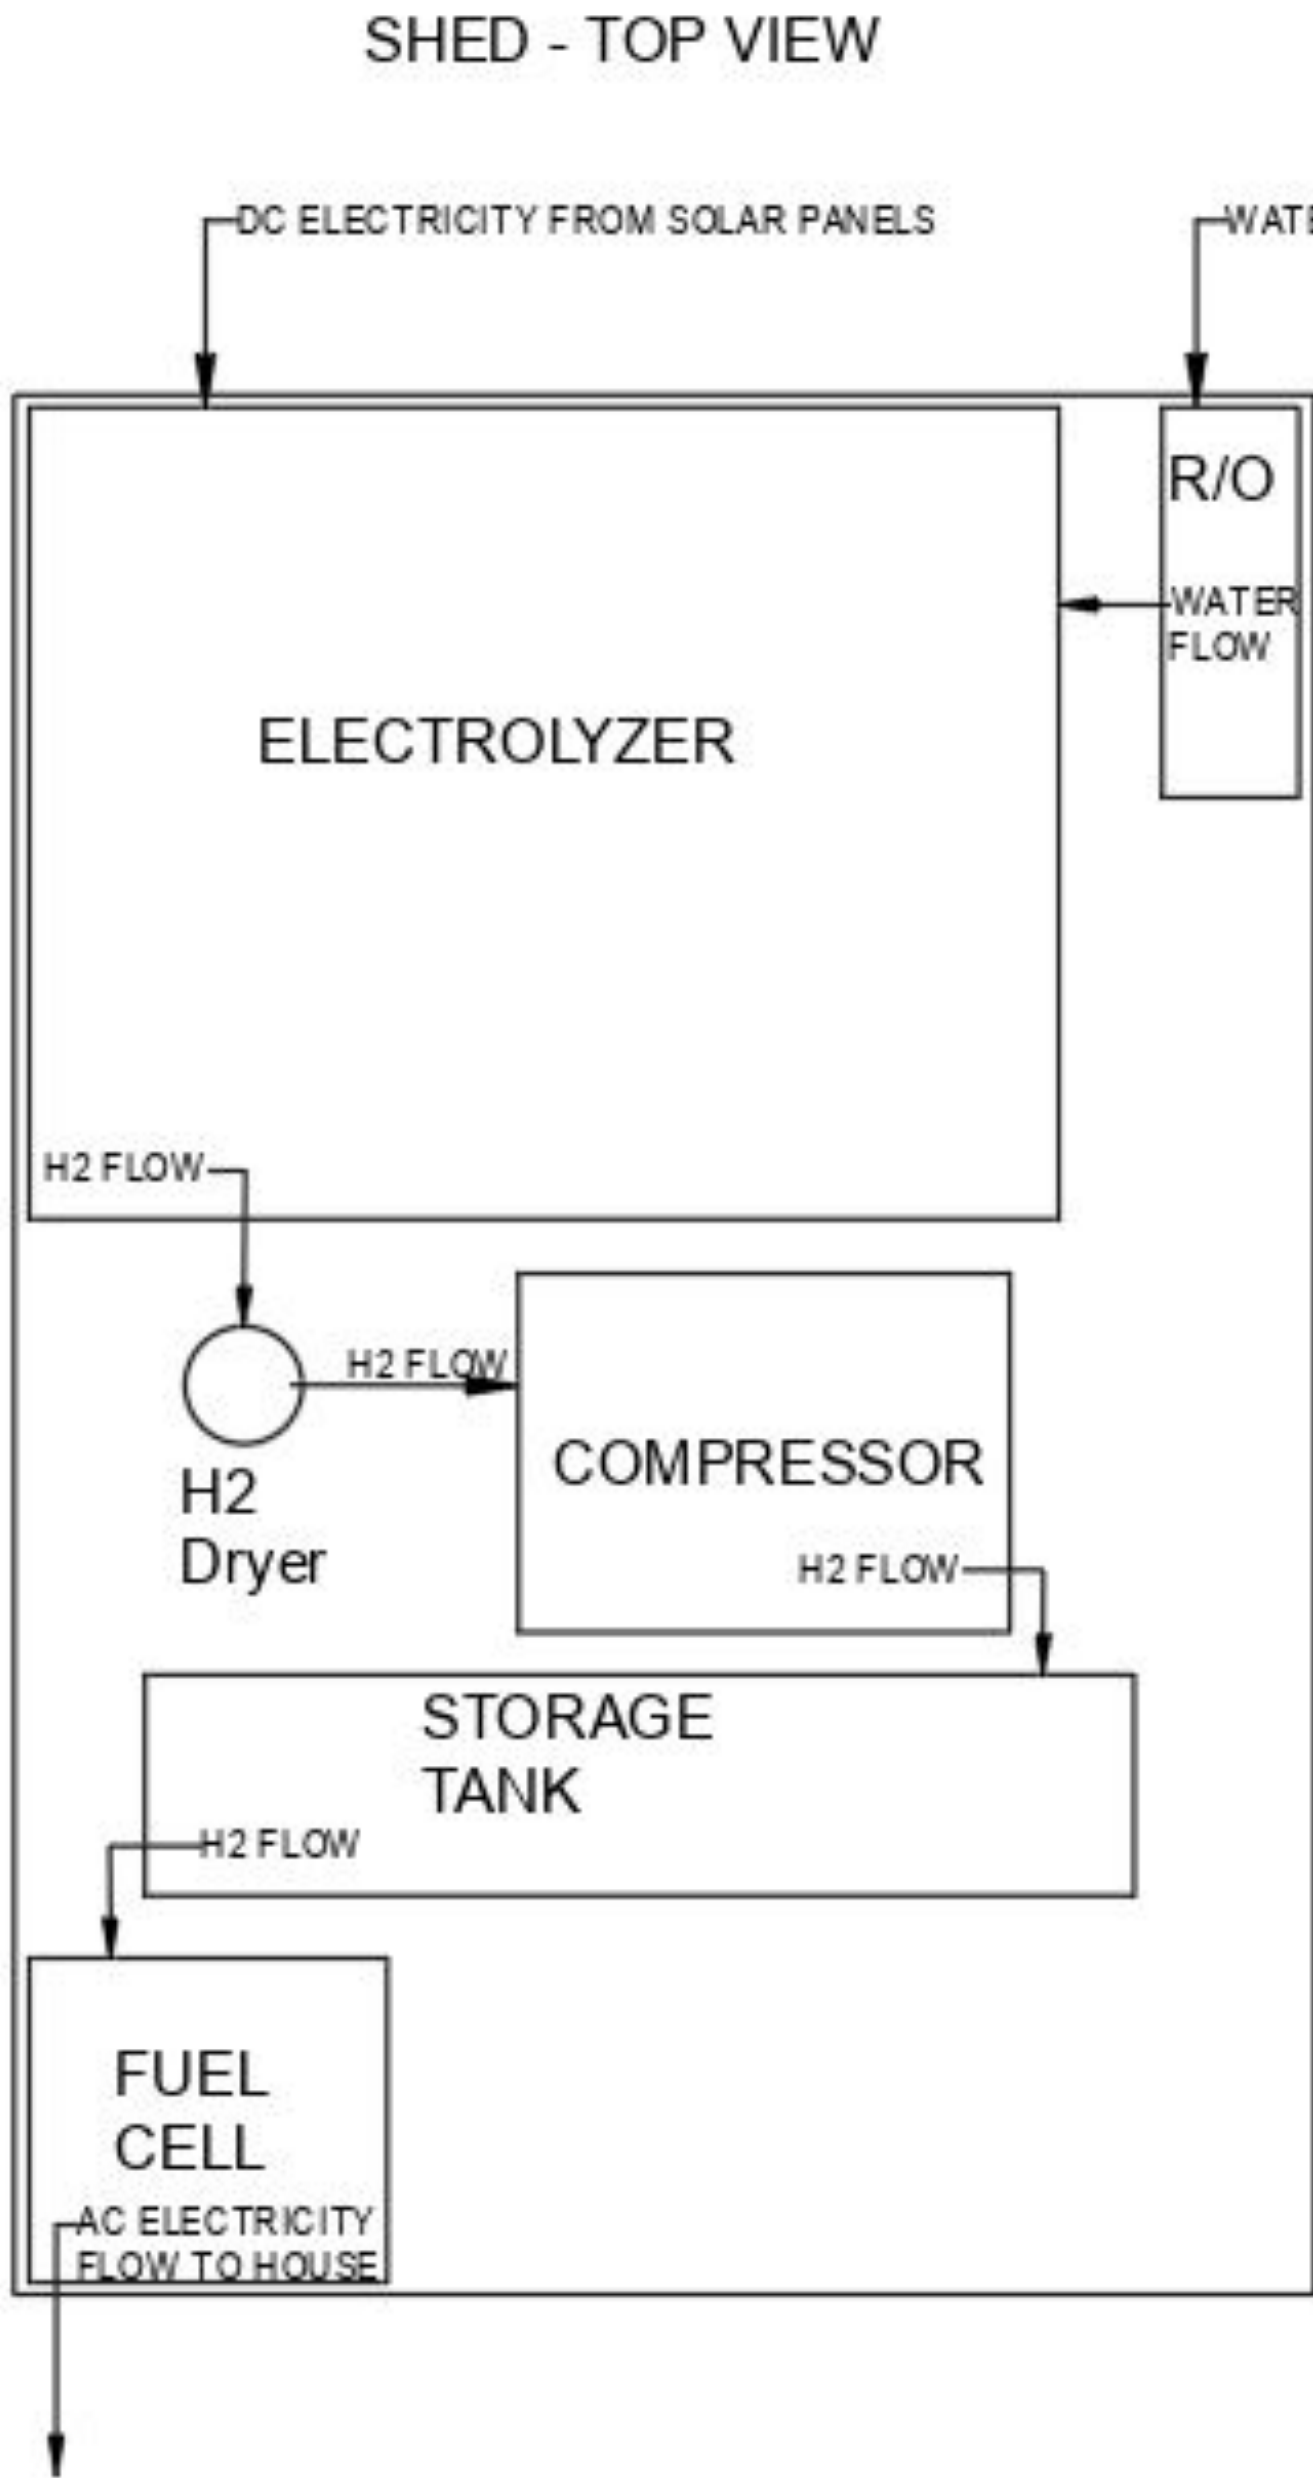 SHED - TOP VIEW
DC ELECTRICITY FROM SOLAR PANELS
R/O
WATER
FLOW
ELECTROLYZER
H2 FLOW
H2 FLOW
COMPRESSOR
H2
Dryer
H2 FLOW
STORAGE
TANK
H2 FLOW
FUEL
CELL
AC ELECTRICITY
FLOW TO HOUSE